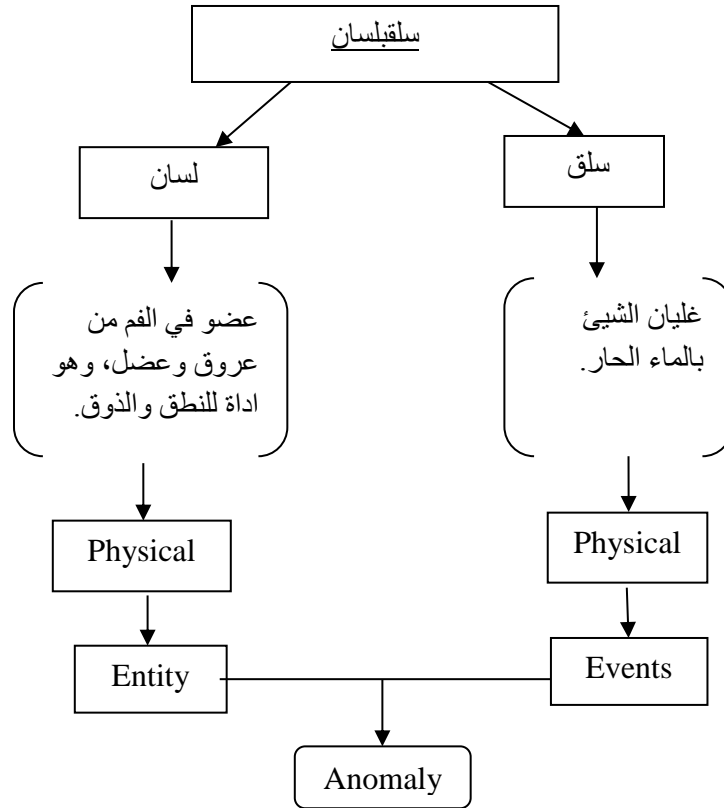 سلقبلسان
سلق
لسان
غليان الشيئ
بالماء الحار.
عضو في الفم من
عروق وعضل، وهو
اداة للنطق والذوق.
Physical
Physical
Events
Entity
Anomaly